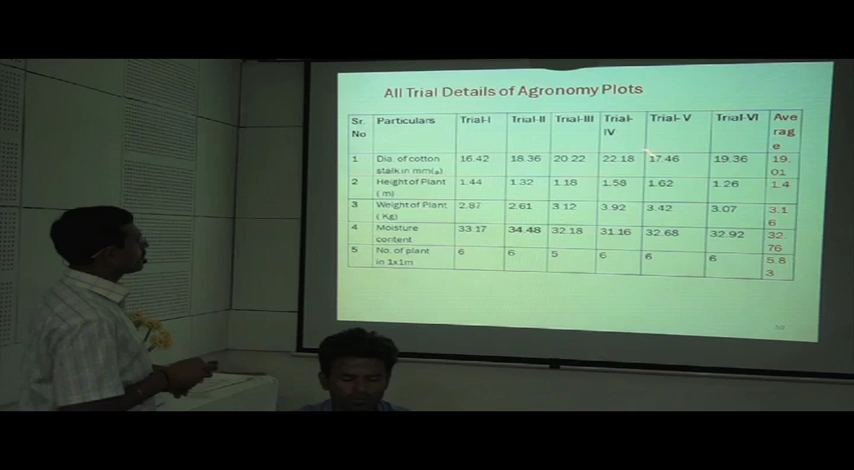 All Trial Details of Agronomy Plots
Sr. No Particulars Trial-I Trial-II Trial-III Trial-IV Trial-V Trial-VI Average
1 Dia. of cotton stalk in mm 16.42 18.36 20.22 22.18 17.46 19.36 19.01
2 Height of Plant (m) 1.44 1.32 1.18 1.58 1.62 1.26 1.4
3 Weight of Plant (Kg) 2.87 2.61 3.12 3.92 3.42 3.07 3.16
4 Moisture content 33.17 34.48 32.18 31.16 32.68 32.92 32.76
5 No. of plant in 1x1m 6 6 5 6 6 6 5.83